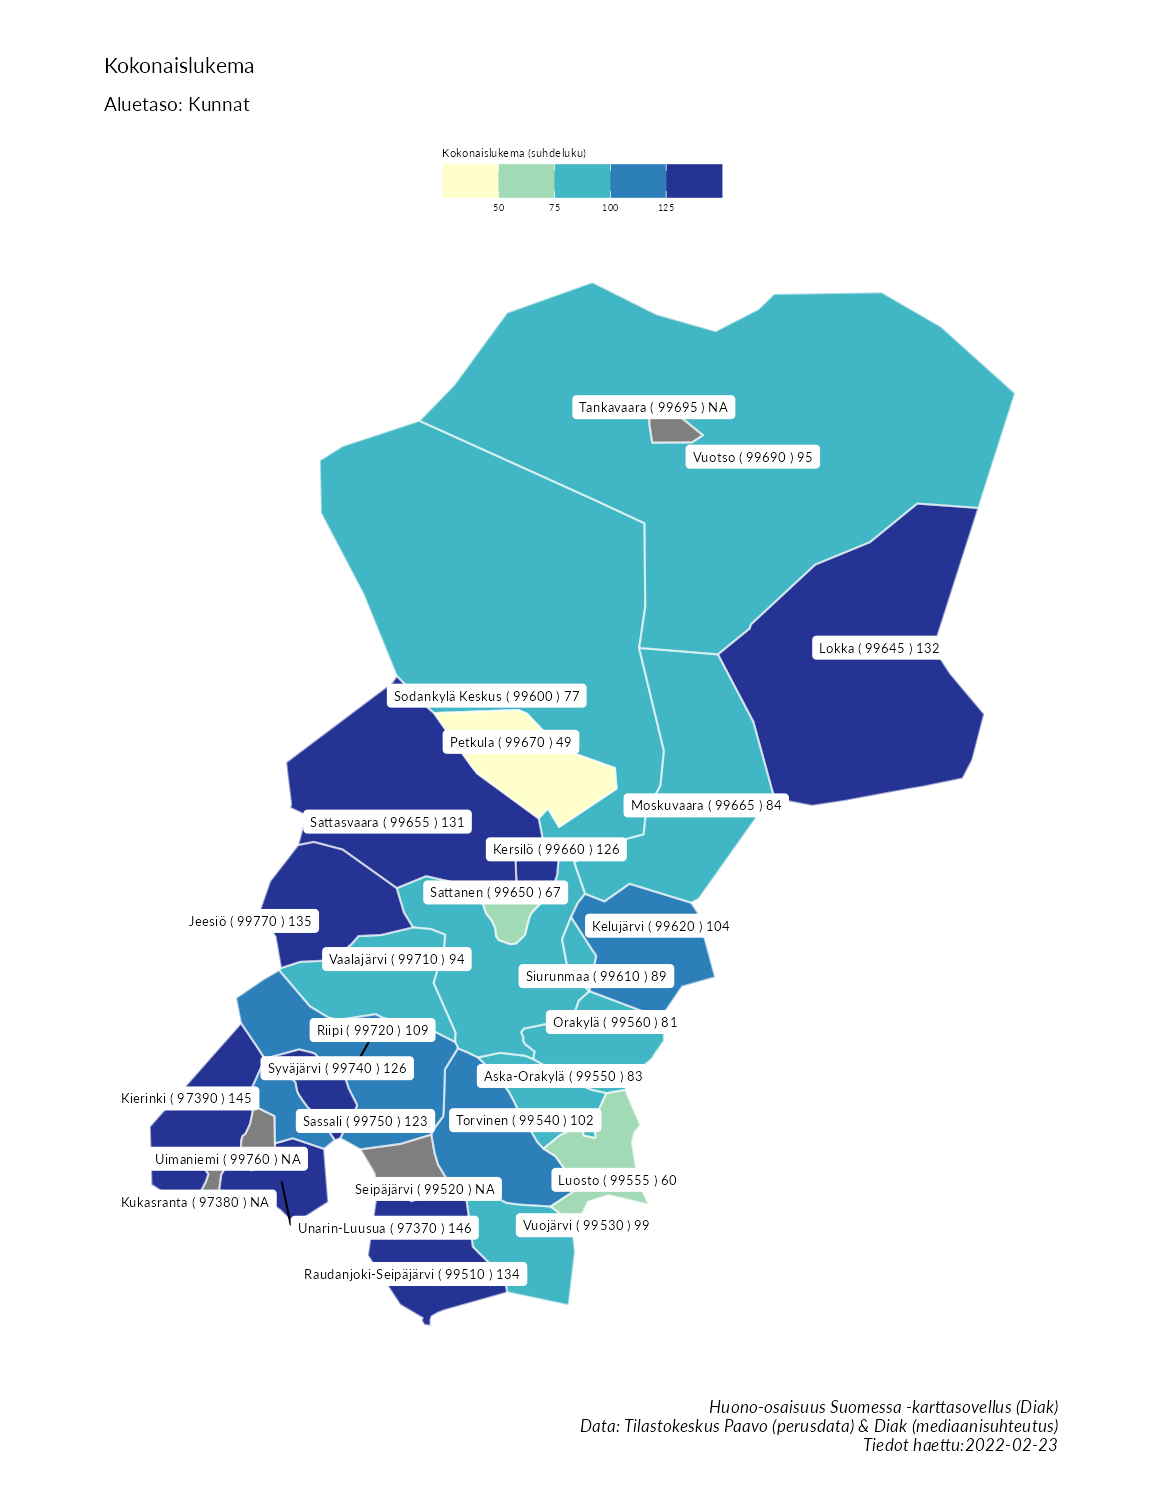 Kokonaislukema
Aluetaso: Kunnat
Kokonaislukema (suhdeluku)
50 75 100 125
Tankavaara ( 99695 ) NA
Vuotso ( 99690 ) 95
Lokka ( 99645 ) 132
Sodankylä Keskus ( 99600 ) 77
Petkula ( 99670 ) 49
Moskuvaara ( 99665 ) 84
Sattasvaara ( 99655 ) 131
Kersilö ( 99660 ) 126
Sattanen ( 99650 ) 67
Jeesiö ( 99770 ) 135
Kelujärvi ( 99620 ) 104
Vaalajärvi ( 99710 ) 94
Siurunmaa ( 99610 ) 89
Orakylä ( 99560 ) 81
Riipi ( 99720 ) 109
Syväjärvi ( 99740 ) 126
Aska-Orakylä ( 99550 ) 83
Kierinki ( 97390 ) 145
Sassali ( 99750 ) 123
Torvinen ( 99540 ) 102
Uimaniemi ( 99760 ) NA
Luosto ( 99555 ) 60
Seipäjärvi ( 99520 ) NA
Kukasranta ( 97380 ) NA
Unarin-Luusua ( 97370 ) 146
Vuojärvi ( 99530 ) 99
Raudanjoki-Seipäjärvi ( 99510 ) 134
Huono-osaisuus Suomessa -karttasovellus (Diak)
Data: Tilastokeskus Paavo (perusdata) & Diak (mediaanisuhteutus)
Tiedot haettu:2022-02-23